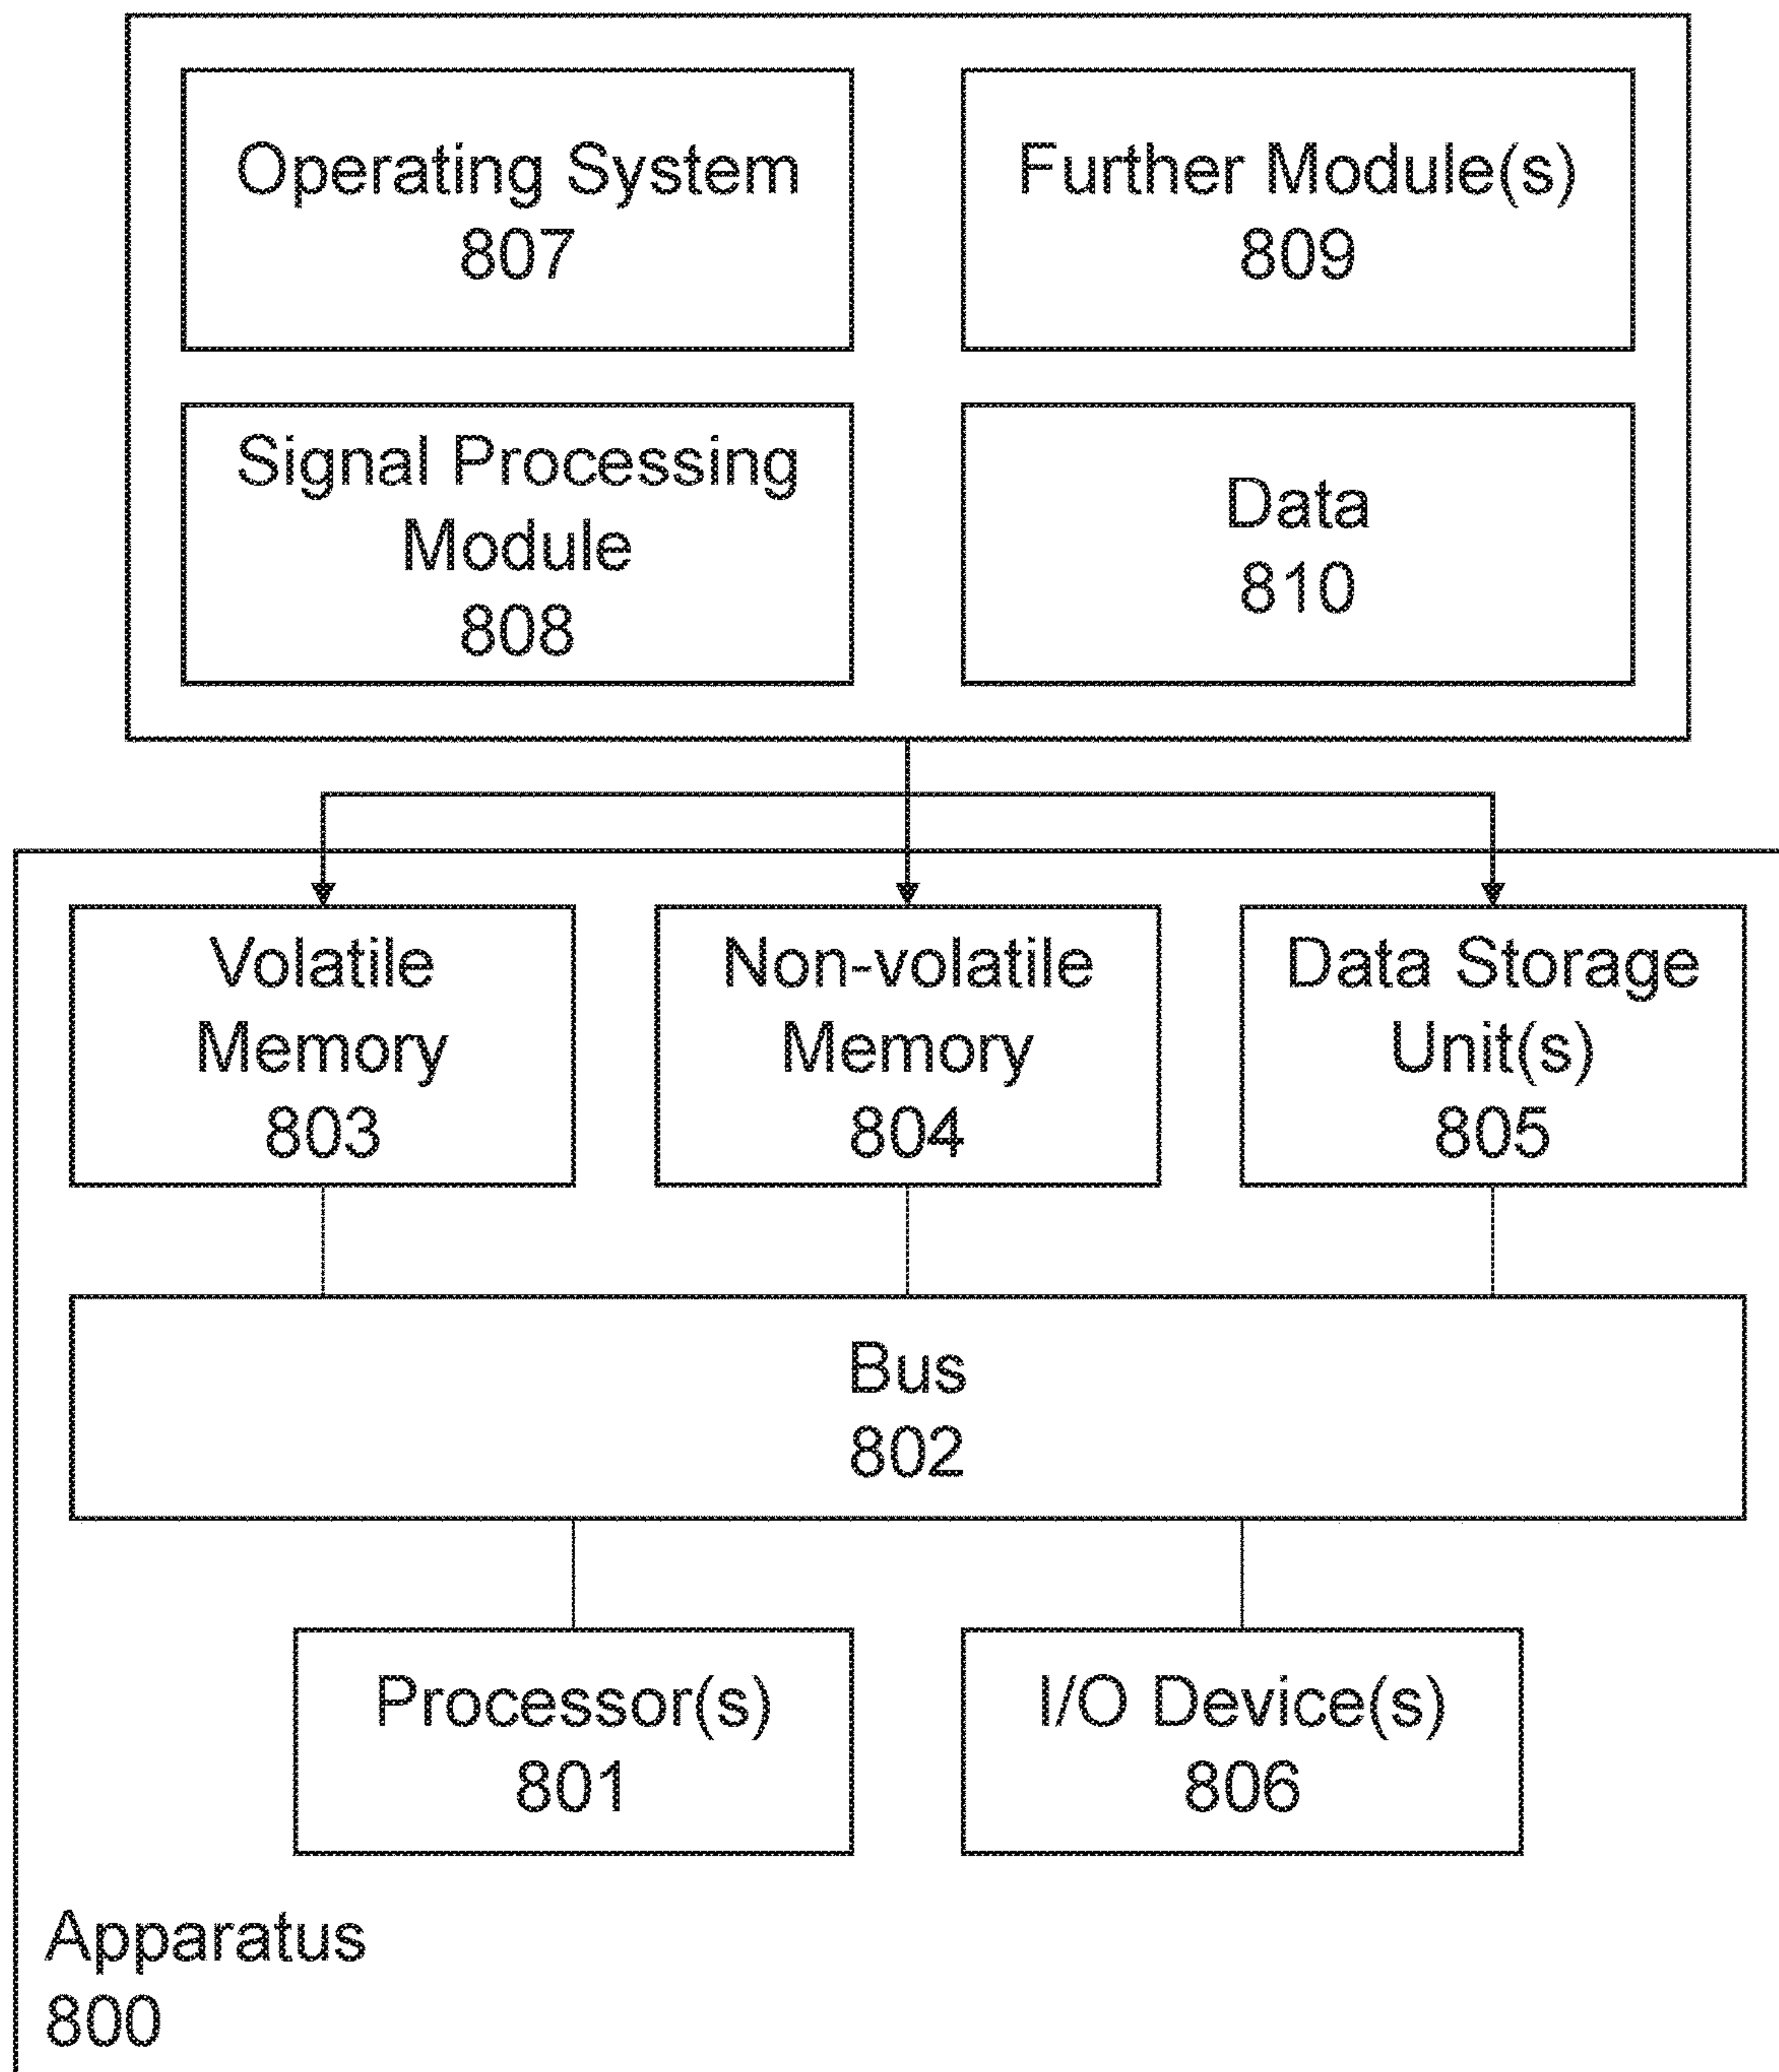 Operating System
807
Further Module(s)
809
Signal Processing
Module
808
Data
810
Volatile
Memory
803
Non-volatile
Memory
804
Data Storage
Unit(s)
805
Bus
802
Processor(s)
801
I/O Device(s)
806
Apparatus
800